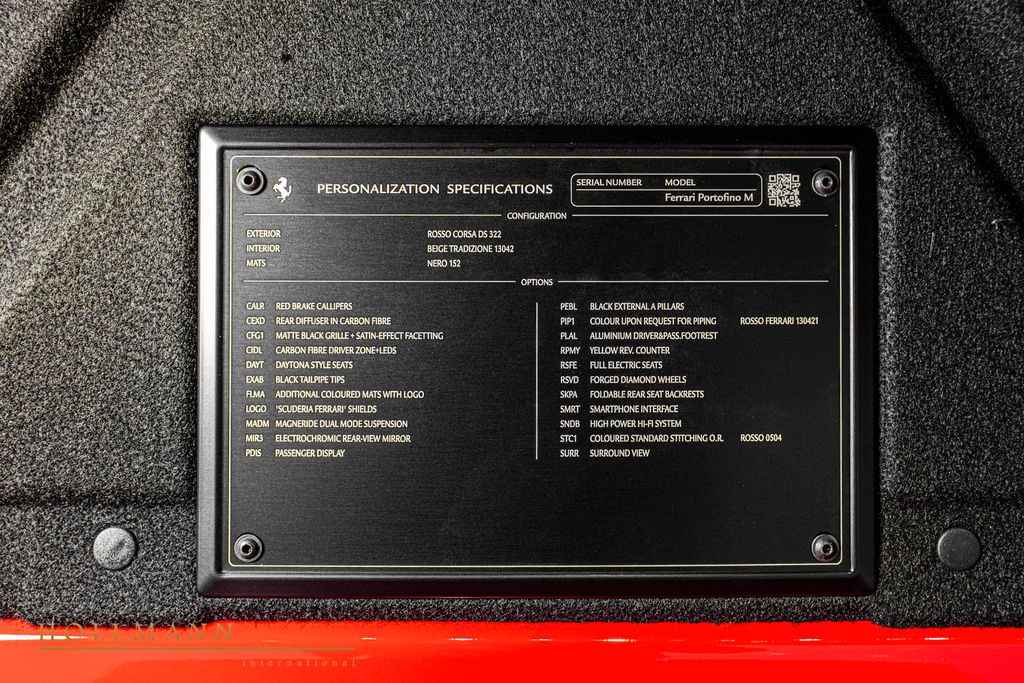 PERSONALIZATION SPECIFICATIONS
SERIAL NUMBER MODEL
Ferrari Portofino M
CONFIGURATION
EXTERIOR ROSSO CORSA DS 322
INTERIOR BEIGE TRADIZIONE 13042
MATS NERO 152
OPTIONS
CALR RED BRAKE CALLIPERS
CEXD REAR DIFFUSER IN CARBON FIBRE
CFG1 MATTE BLACK GRILLE + SATIN-EFFECT FACETTING
CIDL CARBON FIBRE DRIVER ZONE+LEDS
DAYT DAYTONA STYLE SEATS
EXAB BLACK TAILPIPE TIPS
FLMA ADDITIONAL COLOURED MATS WITH LOGO
LOGO 'SCUDERIA FERRARI' SHIELDS
MADM MAGNERIDE DUAL MODE SUSPENSION
MIR3 ELECTROCHROMIC REAR-VIEW MIRROR
PDIS PASSENGER DISPLAY
PEBL BLACK EXTERNAL A PILLARS
PIP1 COLOUR UPON REQUEST FOR PIPING ROSSO FERRARI 130421
PLAL ALUMINIUM DRIVER&PASS.FOOTREST
RPMY YELLOW REV. COUNTER
RSFE FULL ELECTRIC SEATS
RSVD FORGED DIAMOND WHEELS
SKPA FOLDABLE REAR SEAT BACKRESTS
SMRT SMARTPHONE INTERFACE
SNDB HIGH POWER HI-FI SYSTEM
STC1 COLOURED STANDARD STITCHING O.R. ROSSO 0504
SURR SURROUND VIEW
HOLLMANN
international